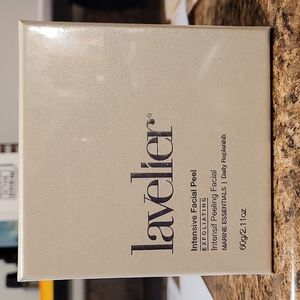 lavelier®
Intensive Facial Peel
EXFOLIATING
Intensif Peeling Facial
MARINE ESSENTIALS | Daily Replenish
60g/2.11oz